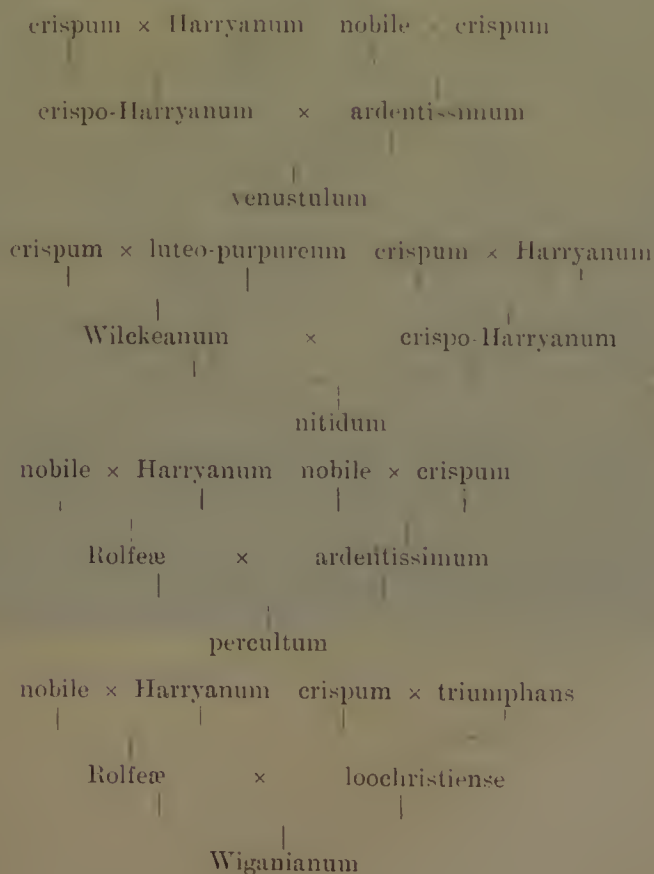 crispum × Harryanum nobile × crispum
crispo-Harryanum × ardentissimum
venustulum
crispum × luteo-purpureum crispum × Harryanum
Wilckeanum × crispo-Harryanum
nitidum
nobile × Harryanum nobile × crispum
Rolfeæ × ardentissimum
percultum
nobile × Harryanum crispum × triumphans
Rolfeæ × loochristiense
Wiganianum